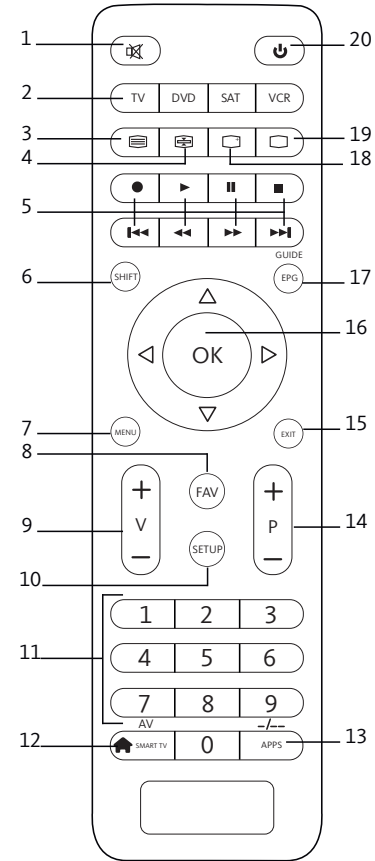 1
20
2
TV DVD SAT VCR
3
19
4
18
5
GUIDE
6
SHIFT
EPG
17
16
OK
7
MENU
EXIT
15
8
FAV
+
+
9
V
P
14
SETUP
–
–
10
1 2 3
11
4 5 6
7 8 9
AV
-/--
12
SMART TV
0
APPS
13